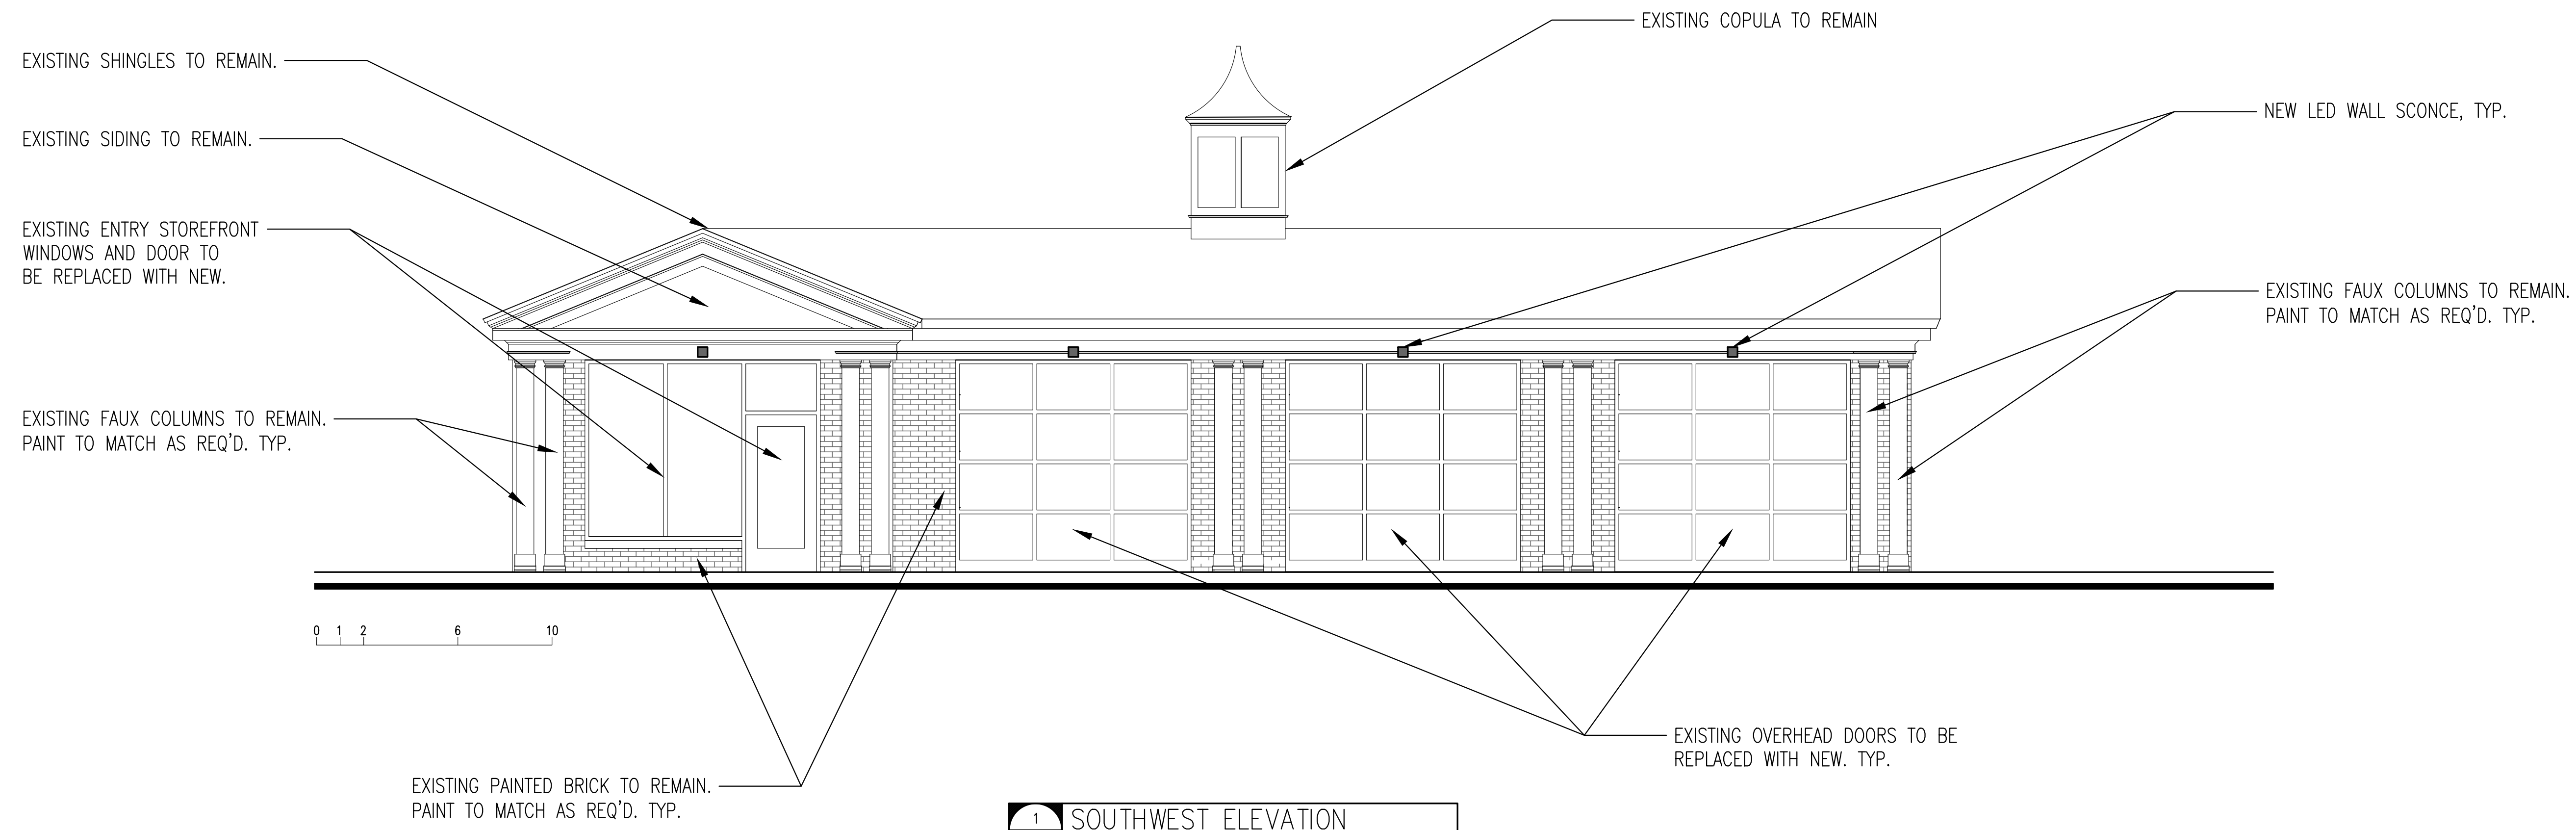 EXISTING COPULA TO REMAIN
EXISTING SHINGLES TO REMAIN.
NEW LED WALL SCONCE, TYP.
EXISTING SIDING TO REMAIN.
EXISTING ENTRY STOREFRONT
WINDOWS AND DOOR TO
BE REPLACED WITH NEW.
EXISTING FAUX COLUMNS TO REMAIN.
PAINT TO MATCH AS REQ'D. TYP.
EXISTING FAUX COLUMNS TO REMAIN.
PAINT TO MATCH AS REQ'D. TYP.
0 1 2 6 10
EXISTING OVERHEAD DOORS TO BE
REPLACED WITH NEW. TYP.
EXISTING PAINTED BRICK TO REMAIN.
PAINT TO MATCH AS REQ'D. TYP.
1 SOUTHWEST ELEVATION